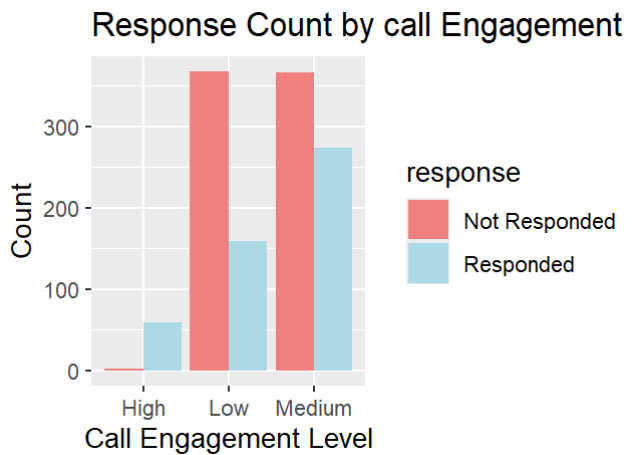 Response Count by call Engagement
Count
300
200
100
0
High Low Medium
Call Engagement Level
response
Not Responded
Responded